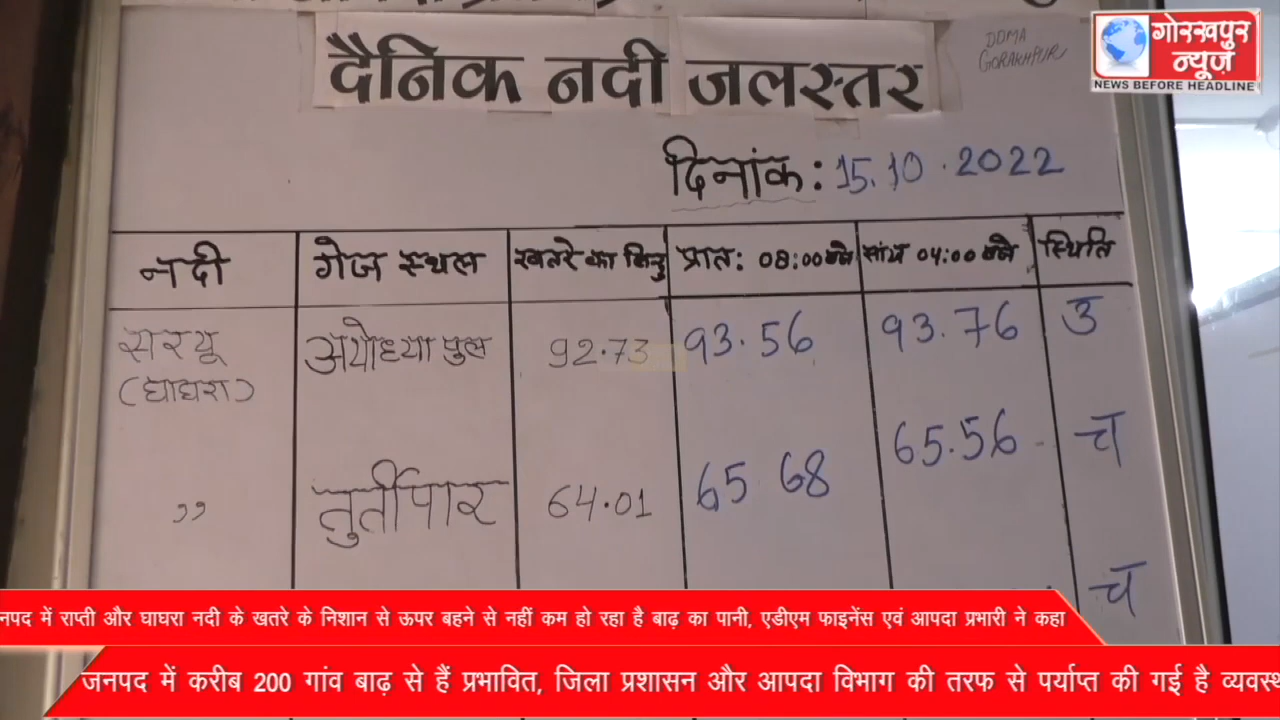 गोरखपुर
न्यूज़
NEWS BEFORE HEADLINE
DDMA
GORAKHPUR
दैनिक नदी जलस्तर
दिनांक: 15.10.2022
नदी गेज स्थल खतरे का बिन्दु प्रात: 08:00 बजे सांय 04:00 बजे स्थिति
सरयू अयोध्या पुल 92.73 93.56 93.76 उ
(घाघरा)
,, तुर्तीपार 64.01 65 68 65.56 च
च
नपद में राप्ती और घाघरा नदी के खतरे के निशान से ऊपर बहने से नहीं कम हो रहा है बाढ़ का पानी, एडीएम फाइनेंस एवं आपदा प्रभारी ने कहा
जनपद में करीब 200 गांव बाढ़ से हैं प्रभावित, जिला प्रशासन और आपदा विभाग की तरफ से पर्याप्त की गई है व्यवस्थ